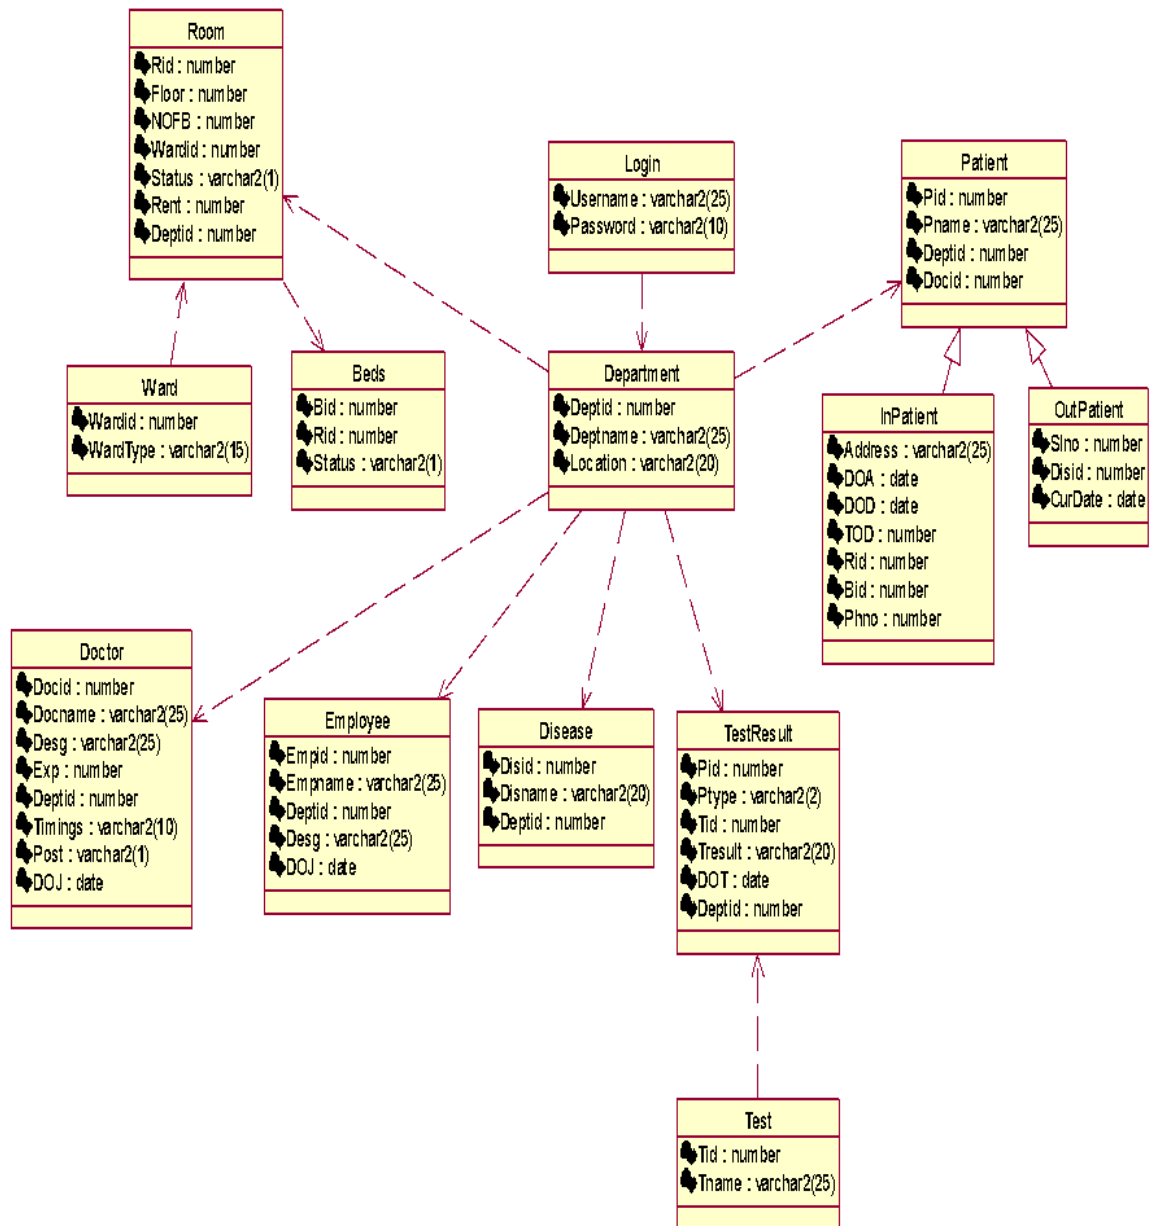 Room
Rid : number
Floor : number
NOFB : number
Wardid : number
Status : varchar2(1)
Rent : number
Deptid : number
Login
Username : varchar2(25)
Password : varchar2(10)
Patient
Pid : number
Pname : varchar2(25)
Deptid : number
Docid : number
Ward
Wardid : number
WardType : varchar2(15)
Beds
Bid : number
Rid : number
Status : varchar2(1)
Department
Deptid : number
Deptname : varchar2(25)
Location : varchar2(20)
InPatient
Address : varchar2(25)
DOA : date
DOD : date
TOD : number
Rid : number
Bid : number
Phno : number
OutPatient
Slno : number
Disid : number
CurDate : date
Doctor
Docid : number
Docname : varchar2(25)
Desg : varchar2(25)
Exp : number
Deptid : number
Timings : varchar2(10)
Post : varchar2(1)
DOJ : date
Employee
Empid : number
Empname : varchar2(25)
Deptid : number
Desg : varchar2(25)
DOJ : date
Disease
Disid : number
Disname : varchar2(20)
Deptid : number
TestResult
Pid : number
Ptype : varchar2(2)
Tid : number
Tresult : varchar2(20)
DOT : date
Deptid : number
Test
Tid : number
Tname : varchar2(25)